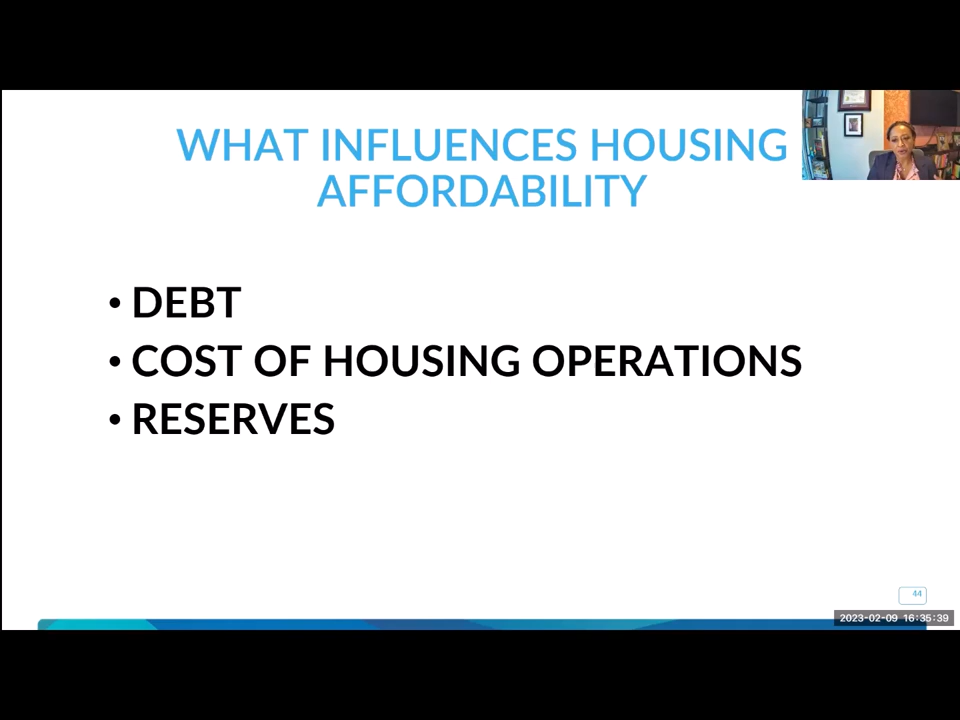 WHAT INFLUENCES HOUSING
AFFORDABILITY
• DEBT
• COST OF HOUSING OPERATIONS
• RESERVES
44
2023-02-09 16:35:39